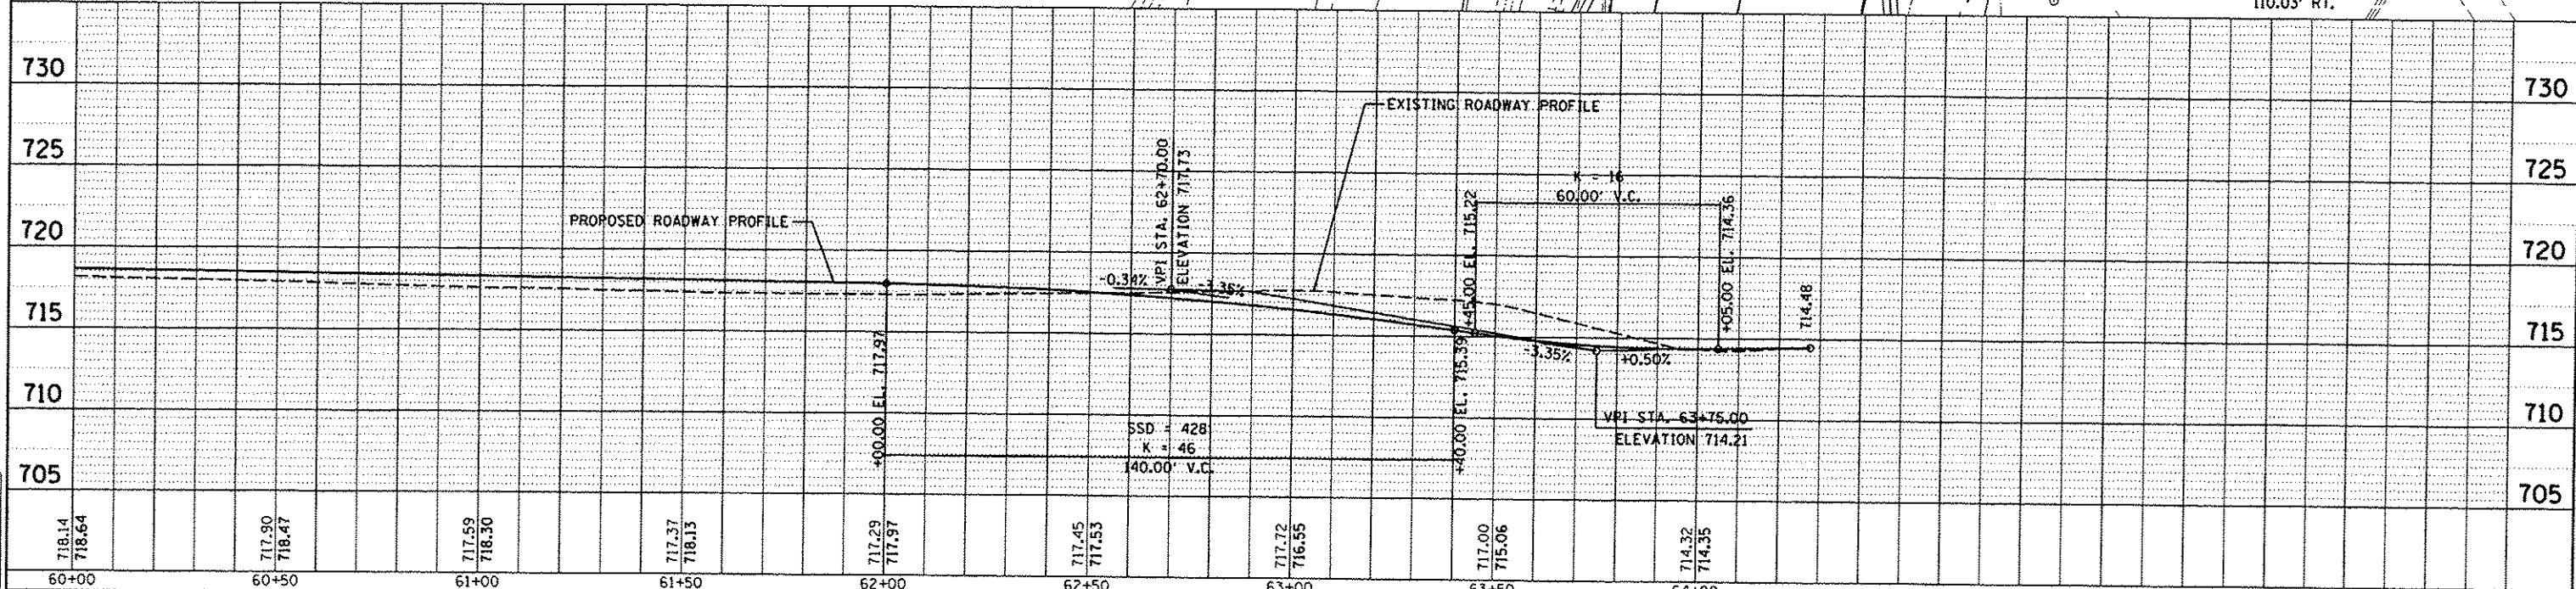 110.03' RT.
730
730
EXISTING ROADWAY PROFILE
725
725
VPI STA. 62+70.00
ELEVATION 717.73
K = 16
60.00' V.C.
PROPOSED ROADWAY PROFILE
+45.00 EL. 715.22
+05.00 EL. 714.36
720
720
-0.34%
-3.35%
714.48
715
715
-3.35%
+0.50%
+00.00 EL. 717.97
+40.00 EL. 715.39
710
710
VPI STA. 63+75.00
ELEVATION 714.21
SSD = 428
K = 46
140.00' V.C.
705
705
718.14
718.64
717.90
718.47
717.59
718.30
717.37
718.13
717.29
717.97
717.45
717.53
717.72
716.55
717.00
715.06
714.32
714.35
60+00
60+50
61+00
61+50
62+00
62+50
63+00
63+50
64+00